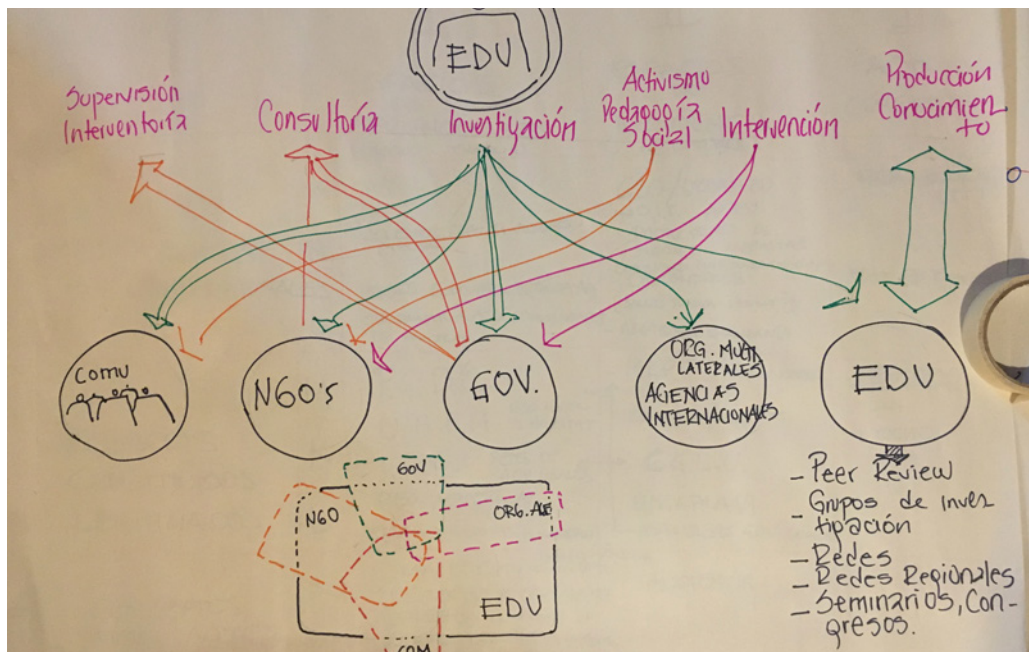 EDU
Supervisión
Interventoría
Consultoría
Investigación
Activismo
Pedagogía
Social
Intervención
Producción
Conocimien
to
COMU
NGO'S
GOV.
ORG. MULTI
LATERALES
AGENCIAS
INTERNACIONALES
EDU
- Peer Review
- Grupos de inves
tigación
- Redes
- Redes Regionales
- Seminarios, Con-
gresos.
GOV
NGO
ORG. AGE
EDU
COM